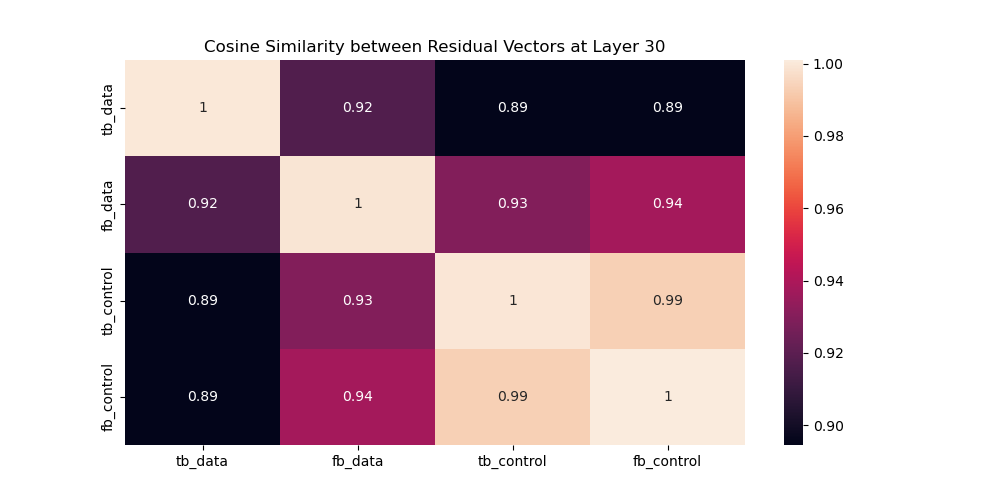 Cosine Similarity between Residual Vectors at Layer 30
tb_data
1
0.92
0.89
0.89
fb_data
0.92
1
0.93
0.94
tb_control
0.89
0.93
1
0.99
fb_control
0.89
0.94
0.99
1
tb_data
fb_data
tb_control
fb_control
1.00
0.98
0.96
0.94
0.92
0.90